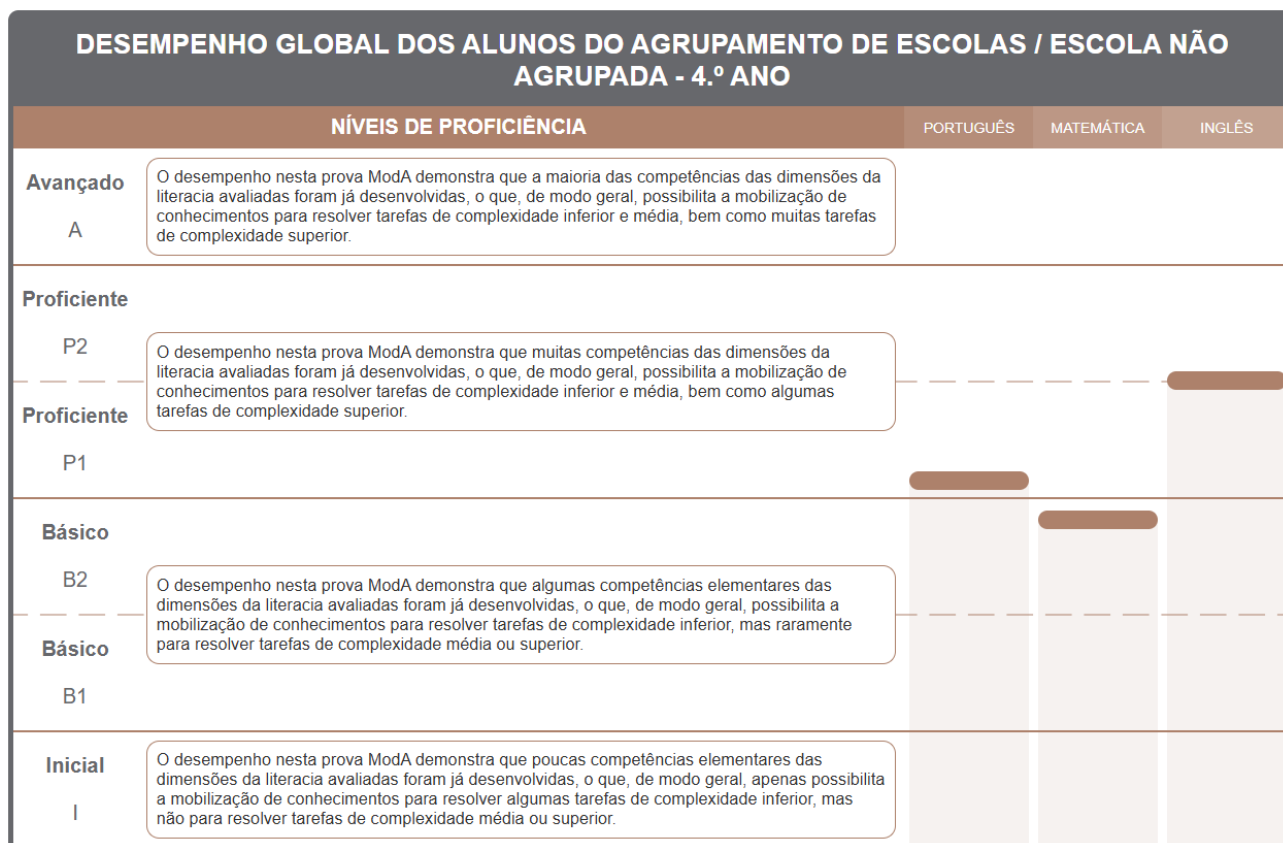 DESEMPENHO GLOBAL DOS ALUNOS DO AGRUPAMENTO DE ESCOLAS / ESCOLA NÃO
AGRUPADA - 4.º ANO
NÍVEIS DE PROFICIÊNCIA
PORTUGUÊS
MATEMÁTICA
INGLÊS
Avançado
A
O desempenho nesta prova ModA demonstra que a maioria das competências das dimensões da
literacia avaliadas foram já desenvolvidas, o que, de modo geral, possibilita a mobilização de
conhecimentos para resolver tarefas de complexidade inferior e média, bem como muitas tarefas
de complexidade superior.
Proficiente
P2
O desempenho nesta prova ModA demonstra que muitas competências das dimensões da
literacia avaliadas foram já desenvolvidas, o que, de modo geral, possibilita a mobilização de
conhecimentos para resolver tarefas de complexidade inferior e média, bem como algumas
tarefas de complexidade superior.
Proficiente
P1
Básico
B2
O desempenho nesta prova ModA demonstra que algumas competências elementares das
dimensões da literacia avaliadas foram já desenvolvidas, o que, de modo geral, possibilita a
mobilização de conhecimentos para resolver tarefas de complexidade inferior, mas raramente
para resolver tarefas de complexidade média ou superior.
Básico
B1
Inicial
I
O desempenho nesta prova ModA demonstra que poucas competências elementares das
dimensões da literacia avaliadas foram já desenvolvidas, o que, de modo geral, apenas possibilita
a mobilização de conhecimentos para resolver algumas tarefas de complexidade inferior, mas
não para resolver tarefas de complexidade média ou superior.